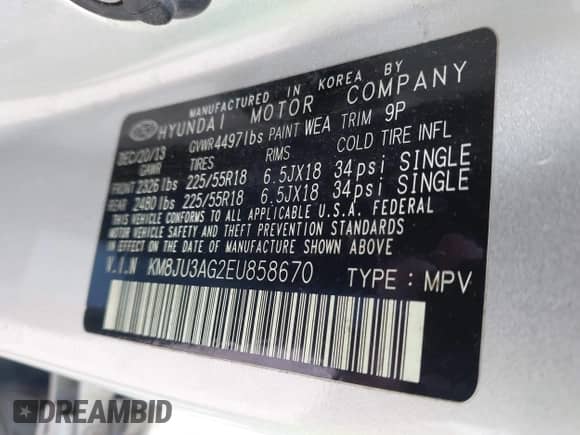 MANUFACTURED IN KOREA BY
HYUNDAI MOTOR COMPANY
DEC/20/13 GVWR 4497lbs PAINT WEA TRIM 9P
GAWR TIRES RIMS COLD TIRE INFL
FRONT 2326 lbs 225/55R18 6.5JX18 34psi SINGLE
REAR 2480 lbs 225/55R18 6.5JX18 34psi SINGLE
THIS VEHICLE CONFORMS TO ALL APPLICABLE U.S.A. FEDERAL
MOTOR VEHICLE SAFETY AND THEFT PREVENTION STANDARDS
IN EFFECT ON THE DATE OF MANUFACTURE SHOWN ABOVE.
V.I.N KM8JU3AG2EU858670 TYPE : MPV
DREAMBID